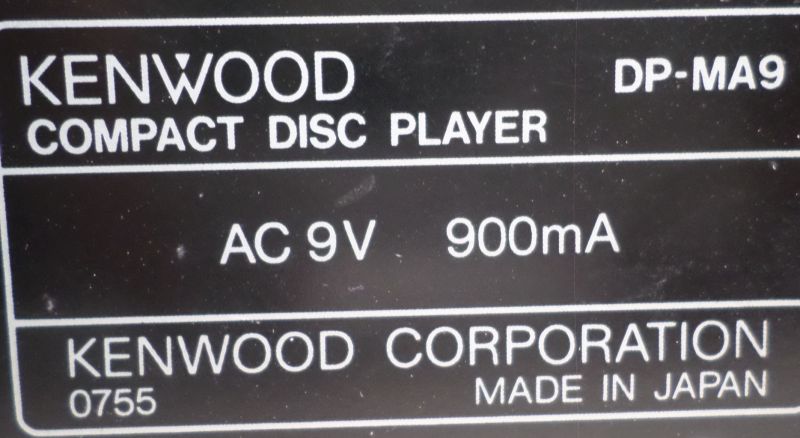 KENWOOD DP-MA9
COMPACT DISC PLAYER
AC 9V 900mA
KENWOOD CORPORATION
0755 MADE IN JAPAN